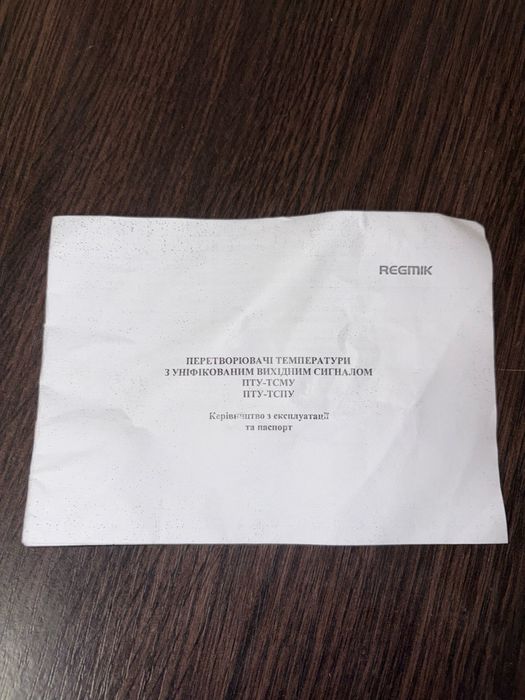 REGMIK
ПЕРЕТВОРЮВАЧІ ТЕМПЕРАТУРИ
З УНІФІКОВАНИМ ВИХІДНИМ СИГНАЛОМ
ПТУ-ТСМУ
ПТУ-ТСПУ
Керівництво з експлуатації
та паспорт